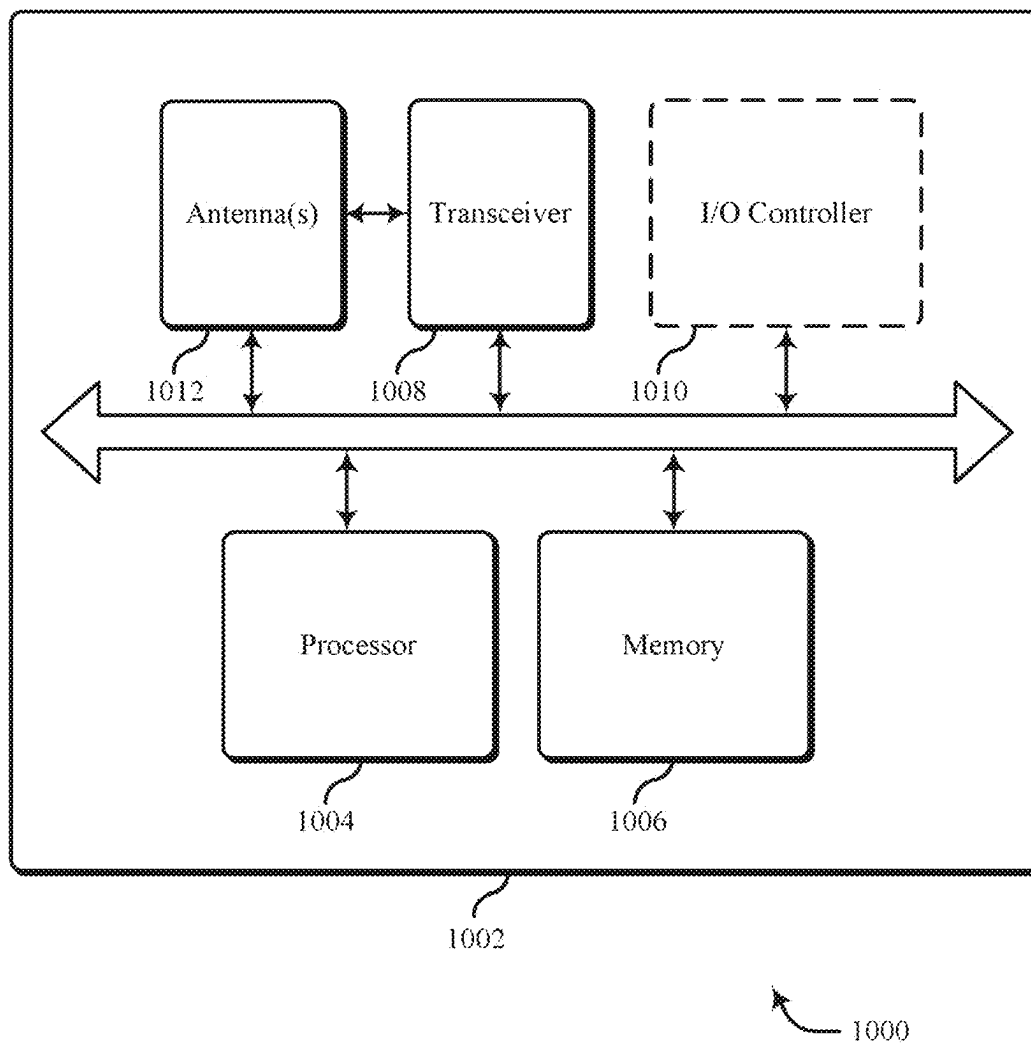 Antenna(s)
Transceiver
I/O Controller
1012
1008
1010
Processor
Memory
1004
1006
1002
1000